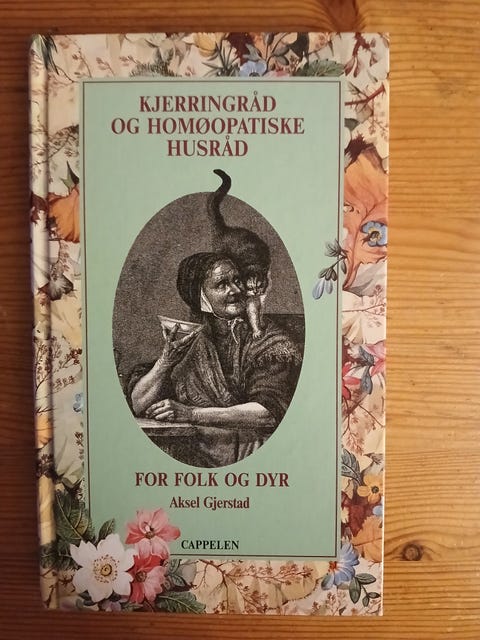 KJERRINGRÅD
OG HOMØOPATISKE
HUSRÅD
FOR FOLK OG DYR
Aksel Gjerstad
CAPPELEN